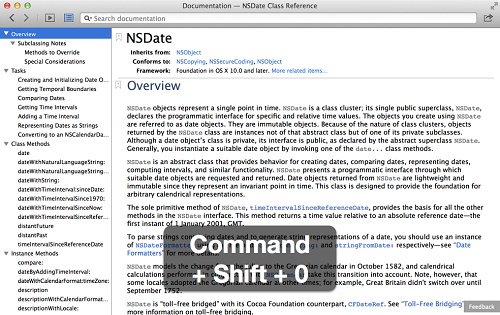 Documentation — NSDate Class Reference
Search documentation
Overview
Subclassing Notes
Methods to Override
Special Considerations
Tasks
Creating and Initializing Date O...
Getting Temporal Boundaries
Comparing Dates
Getting Time Intervals
Adding a Time Interval
Representing Dates as Strings
Converting to an NSCalendarDa...
Class Methods
date
dateWithNaturalLanguageString:
dateWithNaturalLanguageString:...
dateWithString:
dateWithTimeInterval:sinceDate:
dateWithTimeIntervalSince1970:
dateWithTimeIntervalSinceNow:
dateWithTimeIntervalSinceRefer...
distantFuture
distantPast
timeIntervalSinceReferenceDate
Instance Methods
compare:
dateByAddingTimeInterval:
dateWithCalendarFormat:timeZone:
description
descriptionWithCalendarFormat...
descriptionWithLocale:
NSDate
Inherits from: NSObject
Conforms to: NSCopying, NSSecureCoding, NSObject
Framework: Foundation in OS X 10.0 and later. More related items...
Overview
NSDate objects represent a single point in time. NSDate is a class cluster; its single public superclass, NSDate,
declares the programmatic interface for specific and relative time values. The objects you create using NSDate
are referred to as date objects. They are immutable objects. Because of the nature of class clusters, objects
returned by the NSDate class are instances not of that abstract class but of one of its private subclasses.
Although a date object's class is private, its interface is public, as declared by the abstract superclass NSDate.
Generally, you instantiate a suitable date object by invoking one of the date... class methods.
NSDate is an abstract class that provides behavior for creating dates, comparing dates, representing dates,
computing intervals, and similar functionality. NSDate presents a programmatic interface through which
suitable date objects are requested and returned. Date objects returned from NSDate are lightweight and
immutable since they represent an invariant point in time. This class is designed to provide the foundation for
arbitrary calendrical representations.
The sole primitive method of NSDate, timeIntervalSinceReferenceDate, provides the basis for all the other
methods in the NSDate interface. This method returns a time value relative to an absolute reference date—the
first instant of 1 January 2001, GMT.
To parse strings containing dates and to generate string representations of a date, you should use an instance
of NSDateFormatter using the methods and stringFromDate: respectively—see "Date
Formatters" for more details.
NSDate models the change from the Julian to the Gregorian calendar in October 1582, and calendrical
calculations performed take this transition into account. Note, however, that
some locales adopted the Gregorian calendar at other times; for example, Great Britain didn't switch over until
September 1752.
NSDate is "toll-free bridged" with its Cocoa Foundation counterpart, CFDateRef. See "Toll-Free Bridging" for
more information on toll-free bridging.
Command
+ Shift + 0
Feedback